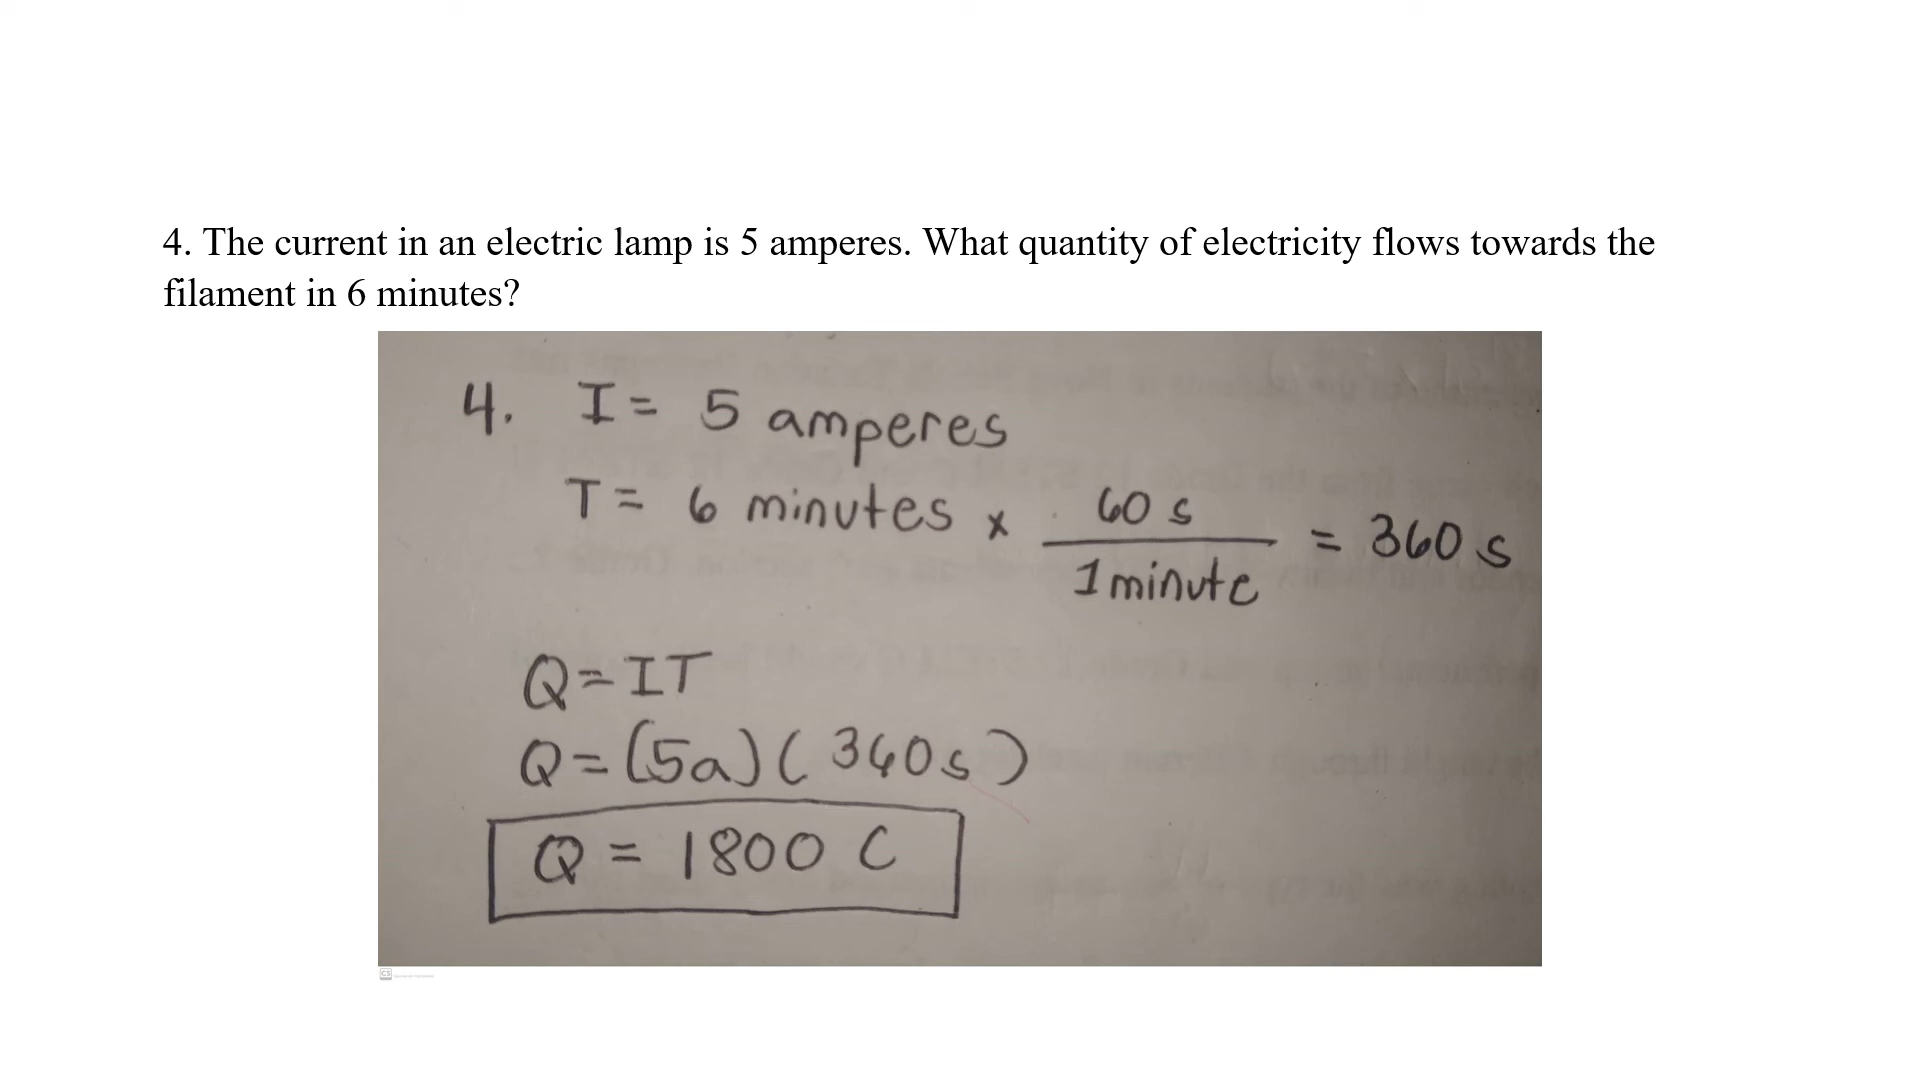 4. The current in an electric lamp is 5 amperes. What quantity of electricity flows towards the
filament in 6 minutes?
4. I = 5 amperes
T = 6 minutes x 60 s / 1 minute = 360 s
Q = IT
Q = (5a) (360s)
Q = 1800 C
CS